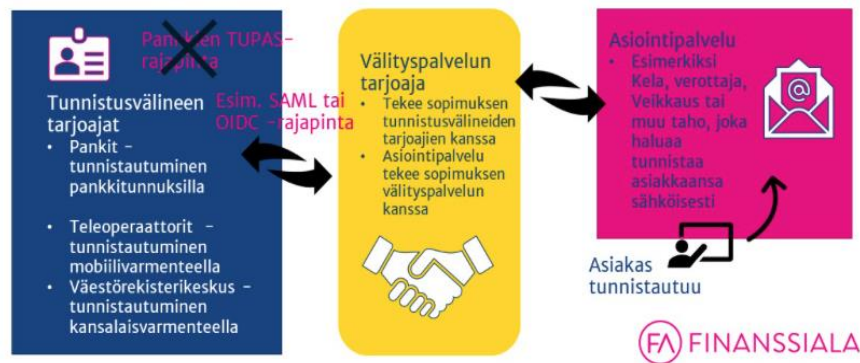 Pankkien TUPAS-
rajapinta
Tunnistusvälineen
tarjoajat
• Pankit –
tunnistautuminen
pankkitunnuksilla
• Teleoperaattorit –
tunnistautuminen
mobiilivarmenteella
• Väestörekisterikeskus –
tunnistautuminen
kansalaisvarmenteella
Esim. SAML tai
OIDC -rajapinta
Välityspalvelun
tarjoaja
• Tekee sopimuksen
tunnistusvälineiden
tarjoajien kanssa
• Asiointipalvelu
tekee sopimuksen
välityspalvelun
kanssa
Asiointipalvelu
• Esimerkiksi
Kela, verottaja,
Veikkaus tai
muu taho, joka
haluaa
tunnistaa
asiakkaansa
sähköisesti
@
Asiakas
tunnistautuu
FA FINANSSIALA